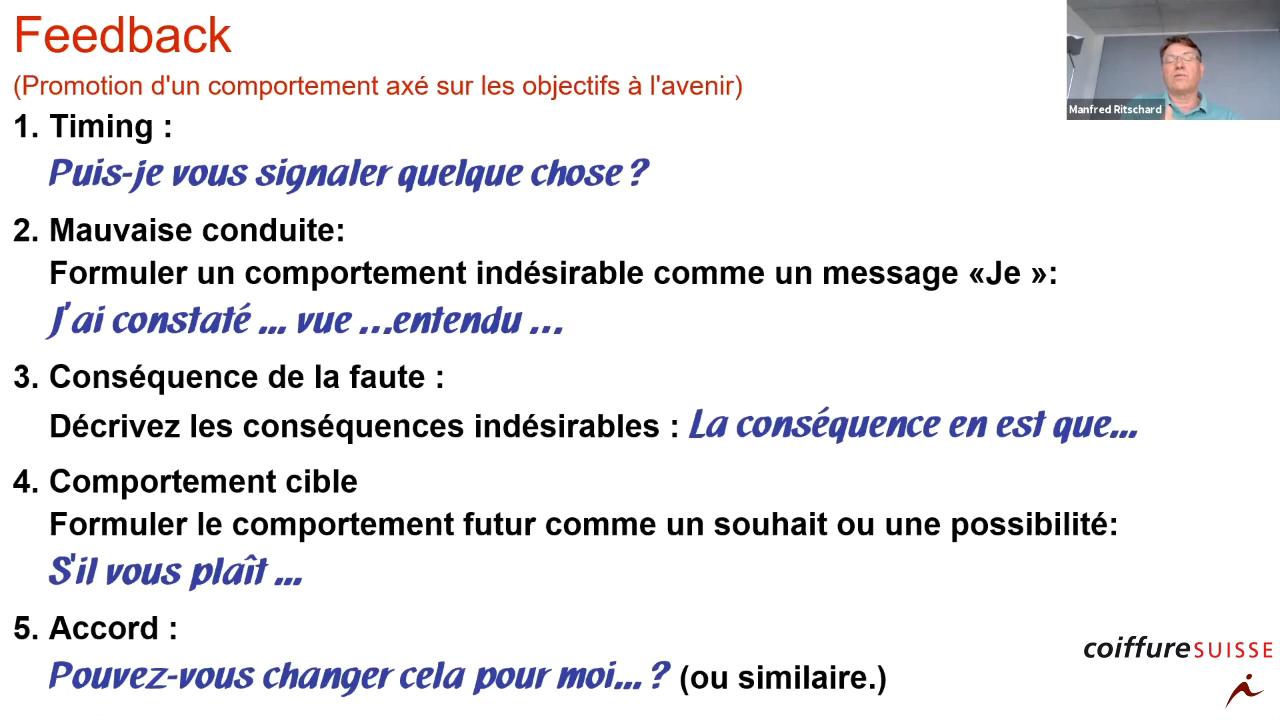 Feedback
(Promotion d'un comportement axé sur les objectifs à l'avenir)
Manfred Ritschard
1. Timing :
Puis-je vous signaler quelque chose ?
2. Mauvaise conduite:
Formuler un comportement indésirable comme un message «Je »:
J'ai constaté ... vue ...entendu ...
3. Conséquence de la faute :
Décrivez les conséquences indésirables : La conséquence en est que...
4. Comportement cible
Formuler le comportement futur comme un souhait ou une possibilité:
S'il vous plaît ...
5. Accord :
Pouvez-vous changer cela pour moi... ? (ou similaire.)
coiffureSUISSE